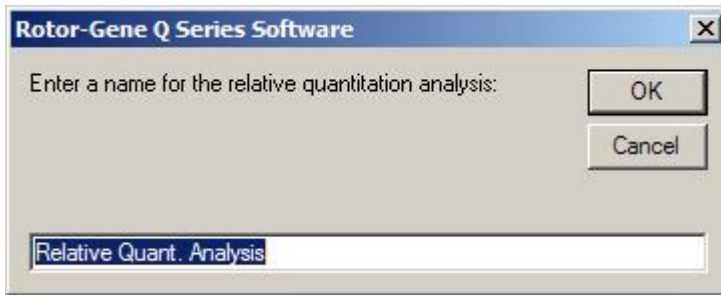 Rotor-Gene Q Series Software
Enter a name for the relative quantitation analysis:
OK
Cancel
Relative Quant. Analysis